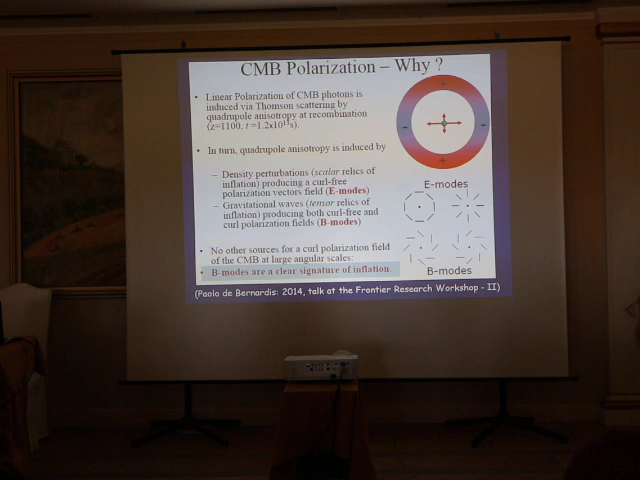 CMB Polarization – Why ?
• Linear Polarization of CMB photons is
induced via Thomson scattering by
quadrupole anisotropy at recombination
(z=1100, t =1.2x10¹³s).
• In turn, quadrupole anisotropy is induced by
– Density perturbations (scalar relics of
inflation) producing a curl-free
polarization vectors field (E-modes)
– Gravitational waves (tensor relics of
inflation) producing both curl-free and
curl polarization fields (B-modes)
• No other sources for a curl polarization field
of the CMB at large angular scales:
• B-modes are a clear signature of inflation.
+
- -
+
E-modes
B-modes
(Paolo de Bernardis: 2014, talk at the Frontier Research Workshop - II)